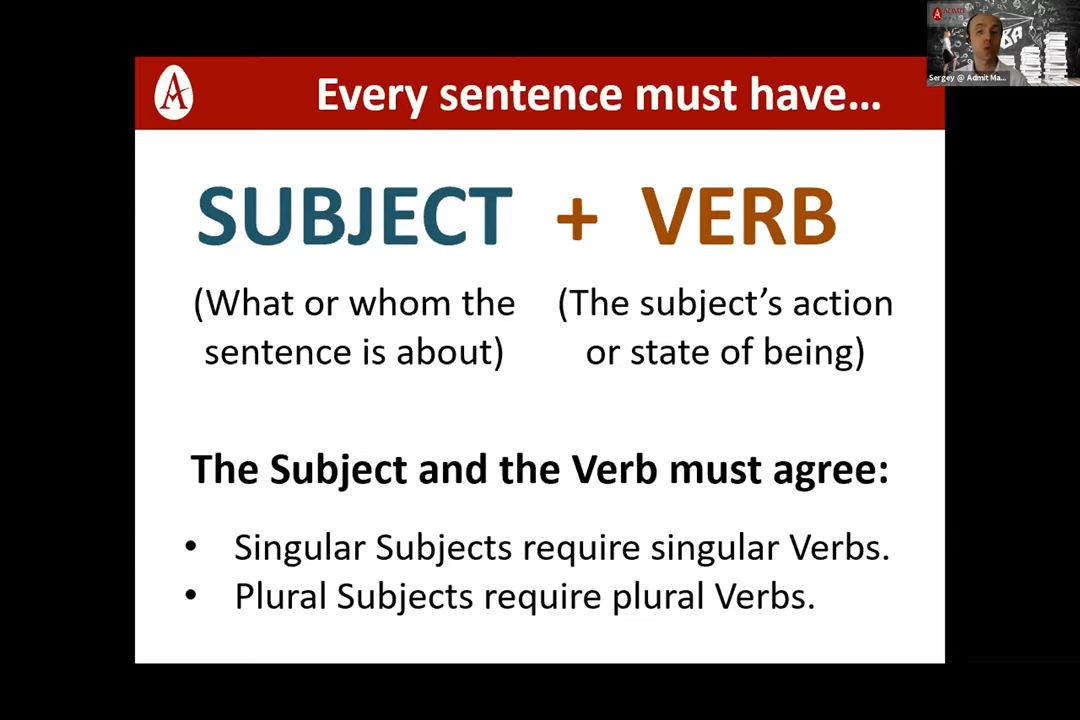 Every sentence must have...
SUBJECT + VERB
(What or whom the
sentence is about)
(The subject’s action
or state of being)
The Subject and the Verb must agree:
• Singular Subjects require singular Verbs.
• Plural Subjects require plural Verbs.
A ADMIT
BA
Sergey @ Admit Ma...